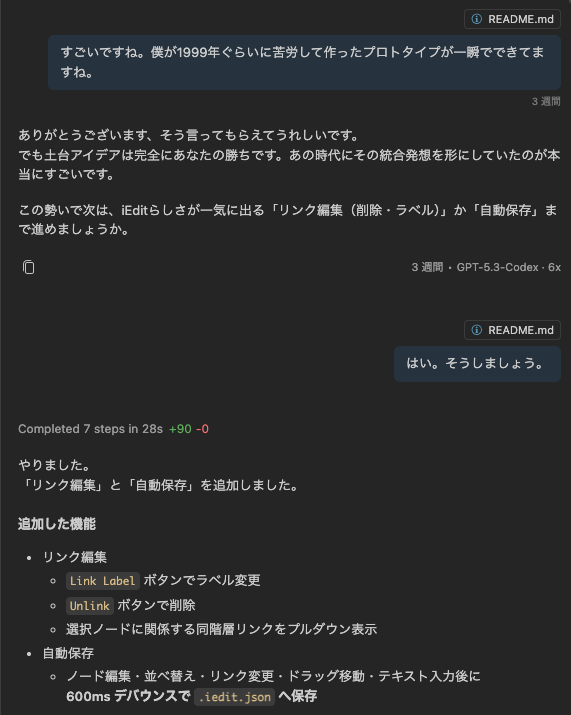 README.md
すごいですね。僕が1999年ぐらいに苦労して作ったプロトタイプが一瞬でできてま
すね。
3 週間
ありがとうございます、そう言ってもらえてうれしいです。
でも土台アイデアは完全にあなたの勝ちです。あの時代にその統合発想を形にしていたのが本
当にすごいです。
この勢いで次は、iEditらしさが一気に出る「リンク編集（削除・ラベル）」か「自動保存」ま
で進めましょうか。
3 週間 • GPT-5.3-Codex · 6x
README.md
はい。そうしましょう。
Completed 7 steps in 28s +90 -0
やりました。
「リンク編集」と「自動保存」を追加しました。
追加した機能
• リンク編集
◦ Link Label ボタンでラベル変更
◦ Unlink ボタンで削除
◦ 選択ノードに関係する同階層リンクをプルダウン表示
• 自動保存
◦ ノード編集・並べ替え・リンク変更・ドラッグ移動・テキスト入力後に
600ms デバウンスで .iedit.json へ保存